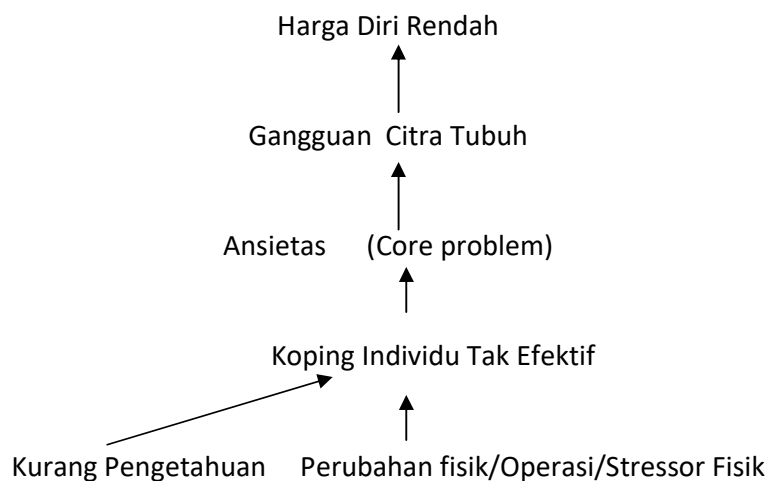 Harga Diri Rendah
Gangguan Citra Tubuh
Ansietas (Core problem)
Koping Individu Tak Efektif
Kurang Pengetahuan Perubahan fisik/Operasi/Stressor Fisik